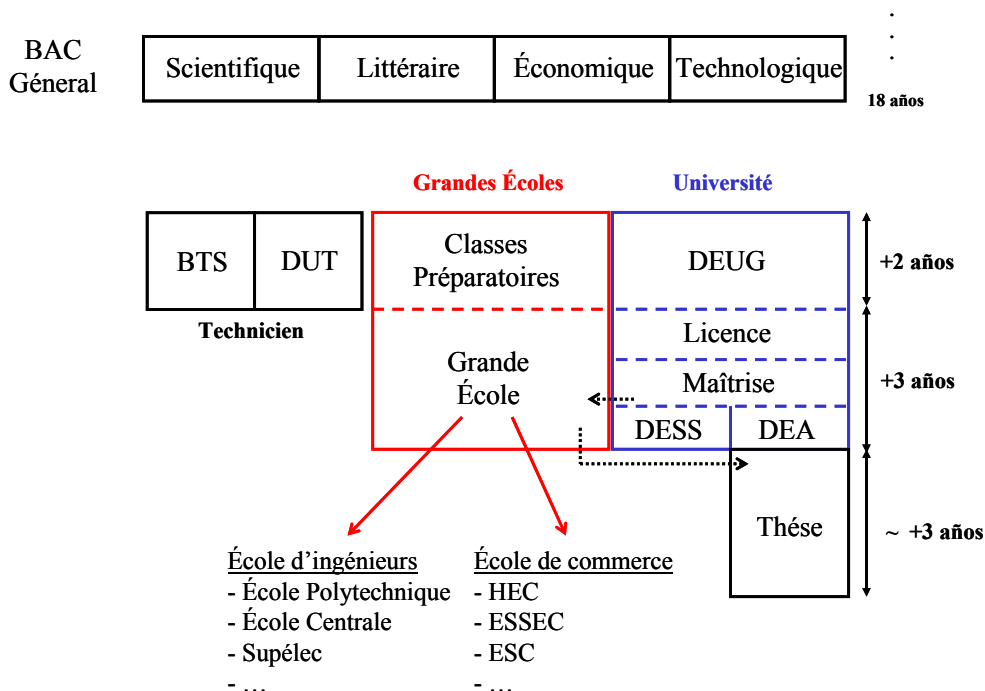 BAC
Géneral
Scientifique
Littéraire
Économique
Technologique
18 años
Grandes Écoles
Université
BTS
DUT
Technicien
Classes
Préparatoires
Grande
École
DEUG
Licence
Maîtrise
DESS
DEA
Thése
+2 años
+3 años
~ +3 años
École d'ingénieurs
- École Polytechnique
- École Centrale
- Supélec
- ...
École de commerce
- HEC
- ESSEC
- ESC
- ...